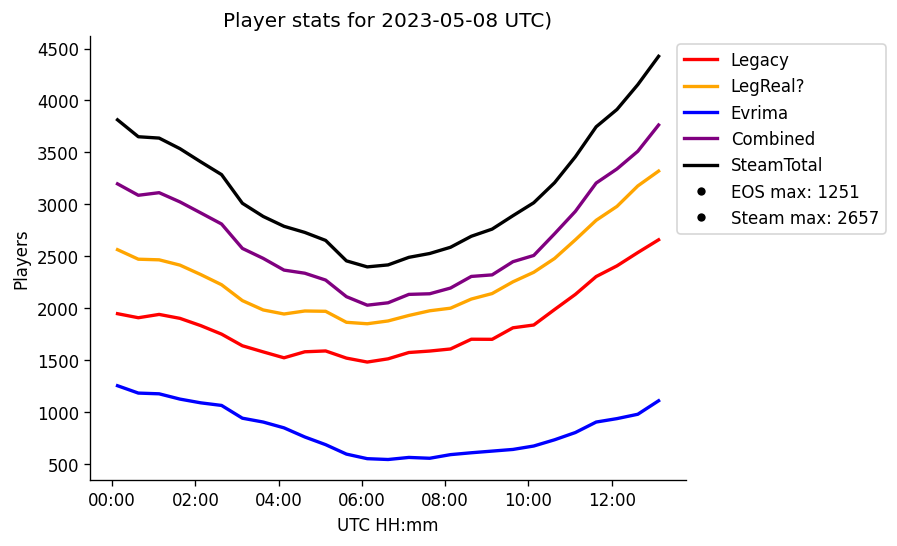 Player stats for 2023-05-08 UTC)
4500
4000
3500
3000
2500
2000
1500
1000
500
Players
00:00
02:00
04:00
06:00
08:00
10:00
12:00
UTC HH:mm
Legacy
LegReal?
Evrima
Combined
SteamTotal
EOS max: 1251
Steam max: 2657